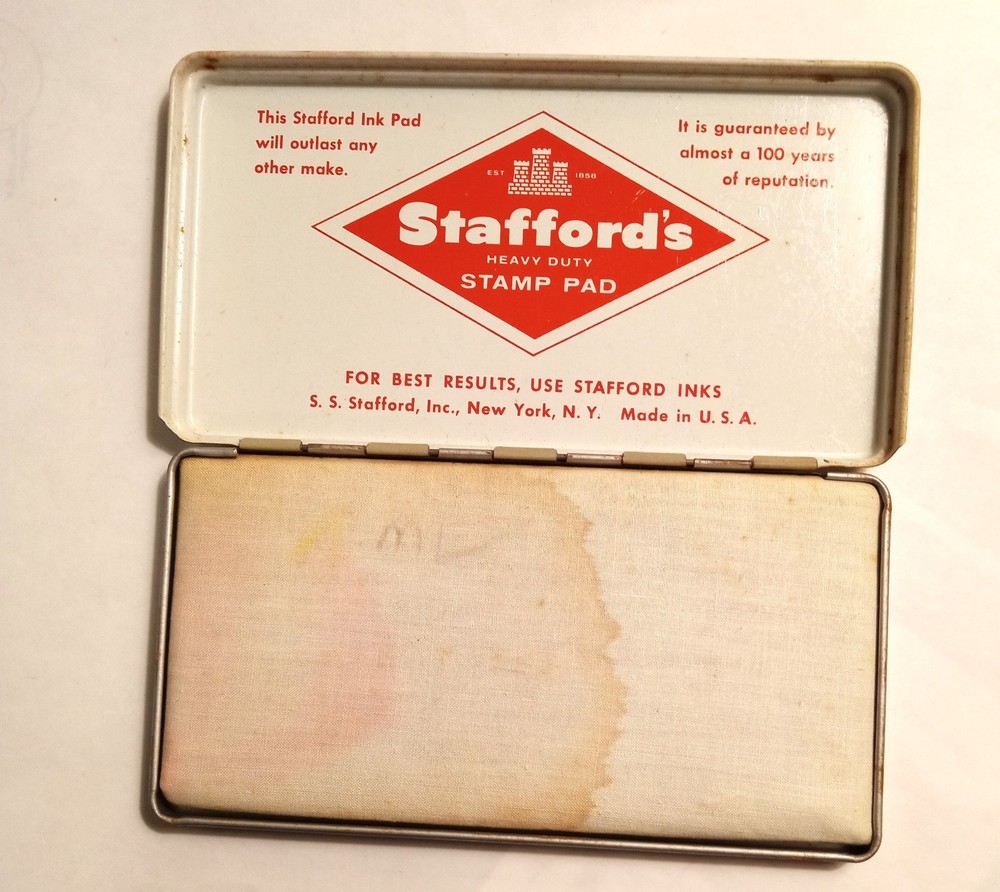 This Stafford Ink Pad
will outlast any
other make.
It is guaranteed by
almost a 100 years
of reputation.
EST 1858
Stafford's
HEAVY DUTY
STAMP PAD
FOR BEST RESULTS, USE STAFFORD INKS
S. S. Stafford, Inc., New York, N. Y. Made in U. S. A.